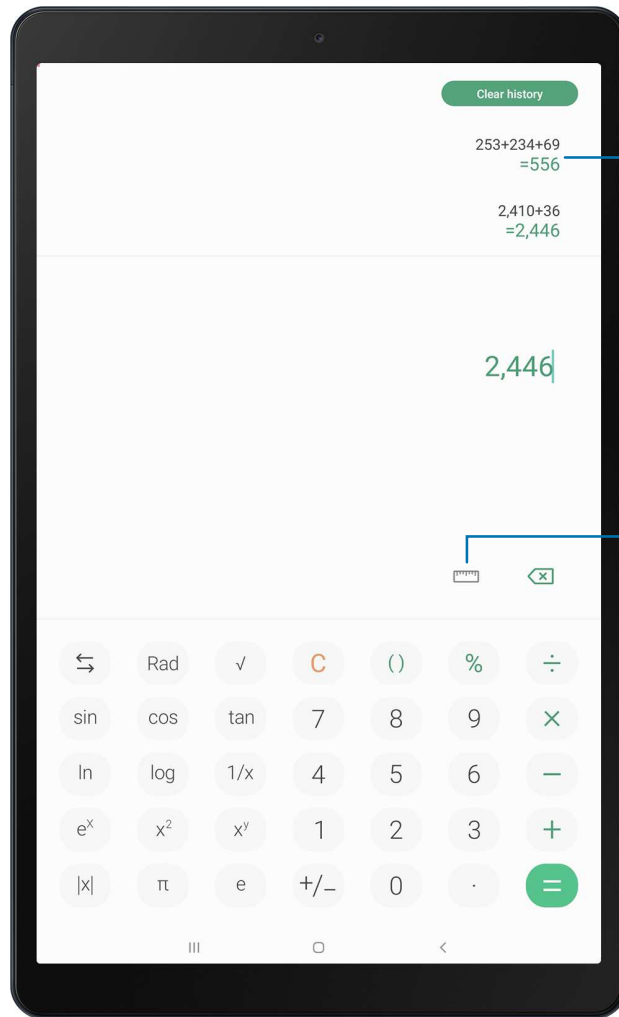 Clear history
253+234+69
=556
2,410+36
=2,446
2,446
Rad √ C ( ) % ÷
sin cos tan 7 8 9 ×
ln log 1/x 4 5 6 −
eˣ x² xʸ 1 2 3 +
|x| π e +/− 0 . =